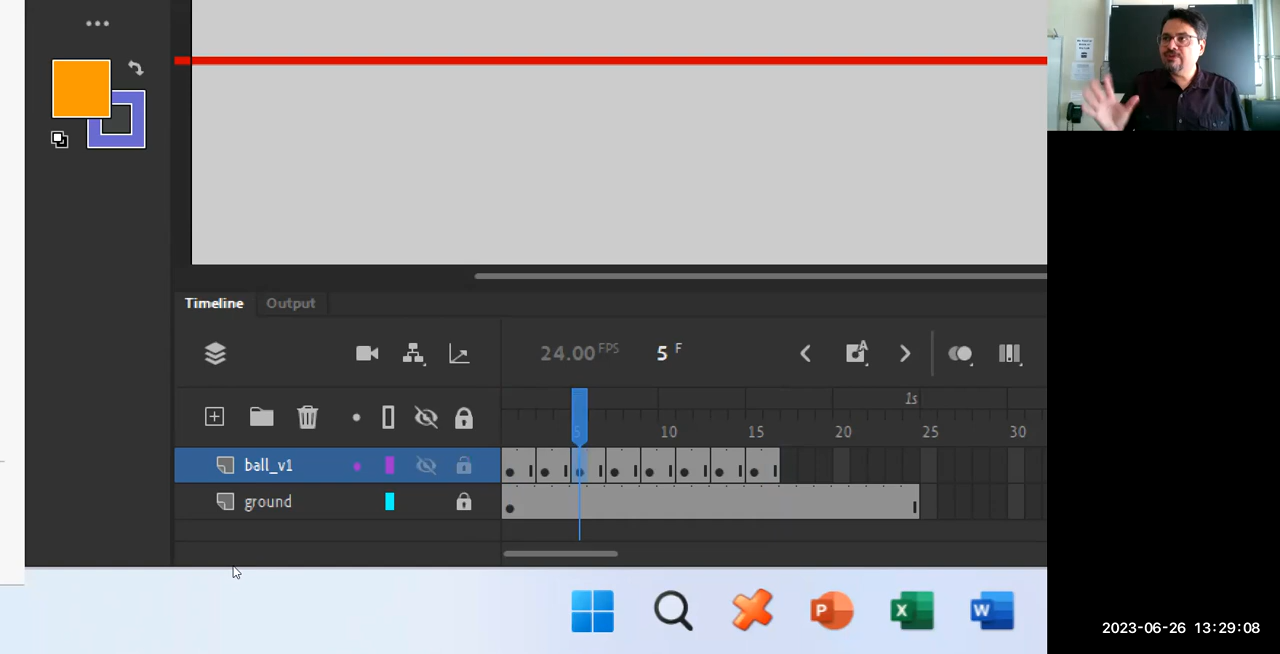 Timeline Output
24.00 FPS 5 F
1s
5 10 15 20 25 30
ball_v1
ground
P X W
2023-06-26 13:29:08